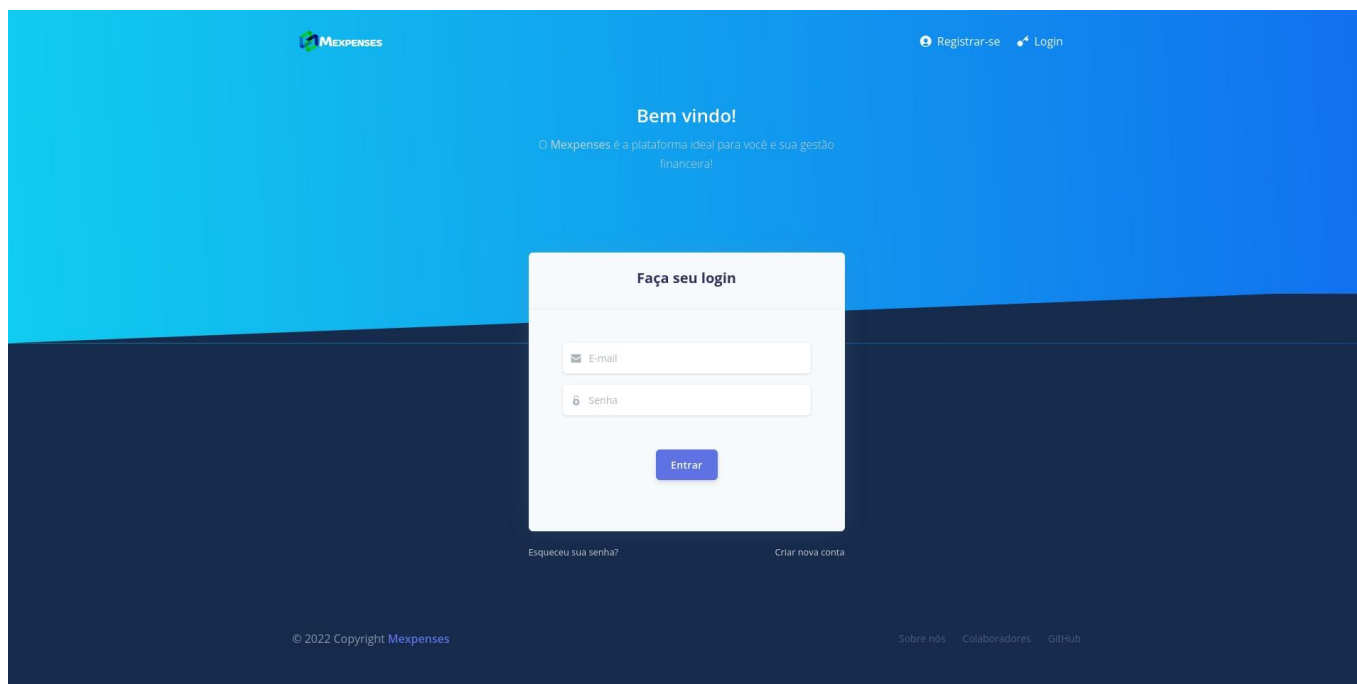 MEXPENSES
Registrar-se Login
Bem vindo!
O Mexpenses é a plataforma ideal para você e sua gestão
financeira!
Faça seu login
E-mail
Senha
Entrar
Esqueceu sua senha? Criar nova conta
© 2022 Copyright Mexpenses
Sobre nós Colaboradores GitHub